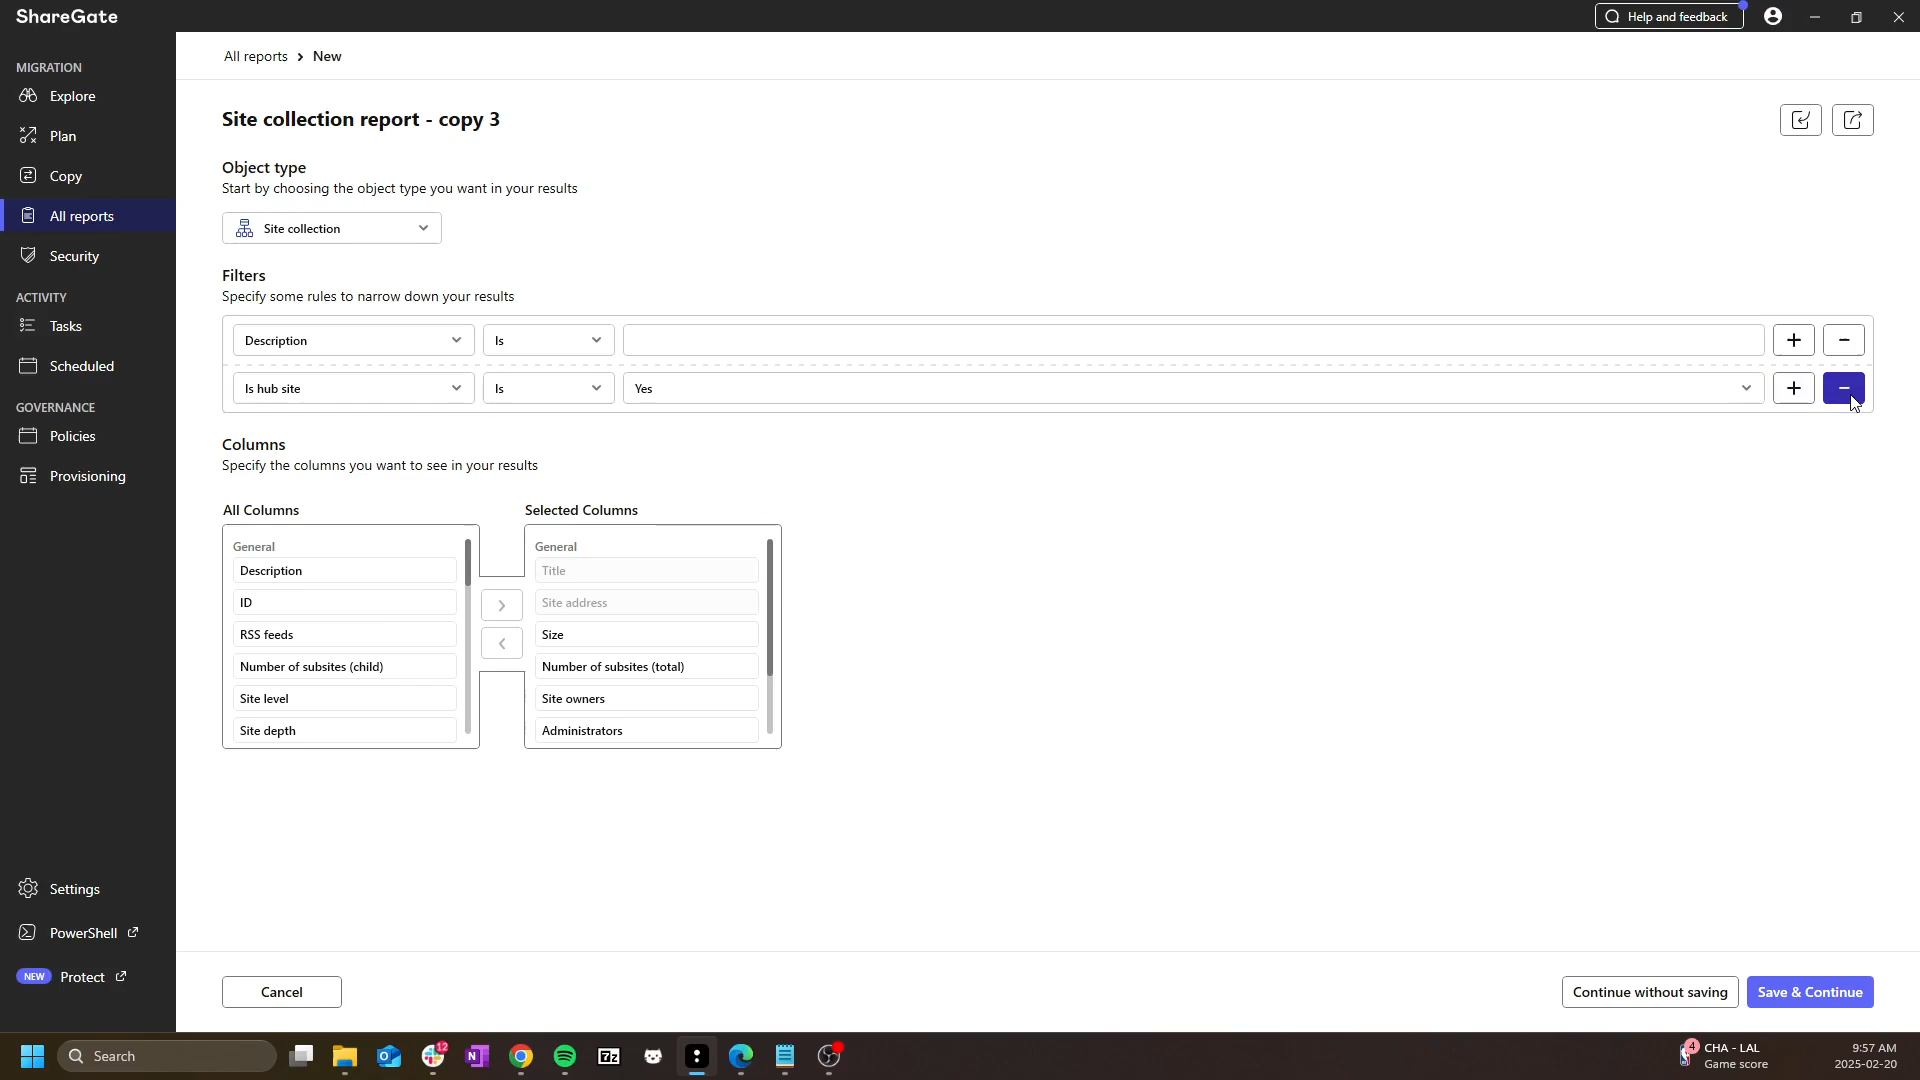 ShareGate
Help and feedback
MIGRATION
Explore
Plan
Copy
All reports
Security
ACTIVITY
Tasks
Scheduled
GOVERNANCE
Policies
Provisioning
Settings
PowerShell
NEW Protect
All reports > New
Site collection report - copy 3
Object type
Start by choosing the object type you want in your results
Site collection
Filters
Specify some rules to narrow down your results
Description Is
Is hub site Is Yes
Columns
Specify the columns you want to see in your results
All Columns
General
Description
ID
RSS feeds
Number of subsites (child)
Site level
Site depth
Selected Columns
General
Title
Site address
Size
Number of subsites (total)
Site owners
Administrators
Cancel
Continue without saving
Save & Continue
Search
12
N
7z
4
CHA - LAL
Game score
9:57 AM
2025-02-20